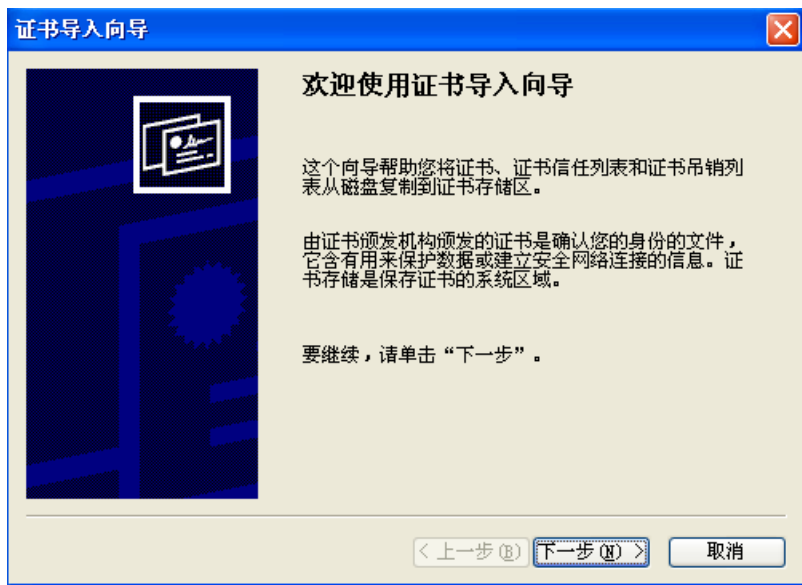 证书导入向导
欢迎使用证书导入向导
这个向导帮助您将证书、证书信任列表和证书吊销列
表从磁盘复制到证书存储区。
由证书颁发机构颁发的证书是确认您的身份的文件，
它含有用来保护数据或建立安全网络连接的信息。证
书存储是保存证书的系统区域。
要继续，请单击“下一步”。
< 上一步(B) 下一步(N) > 取消